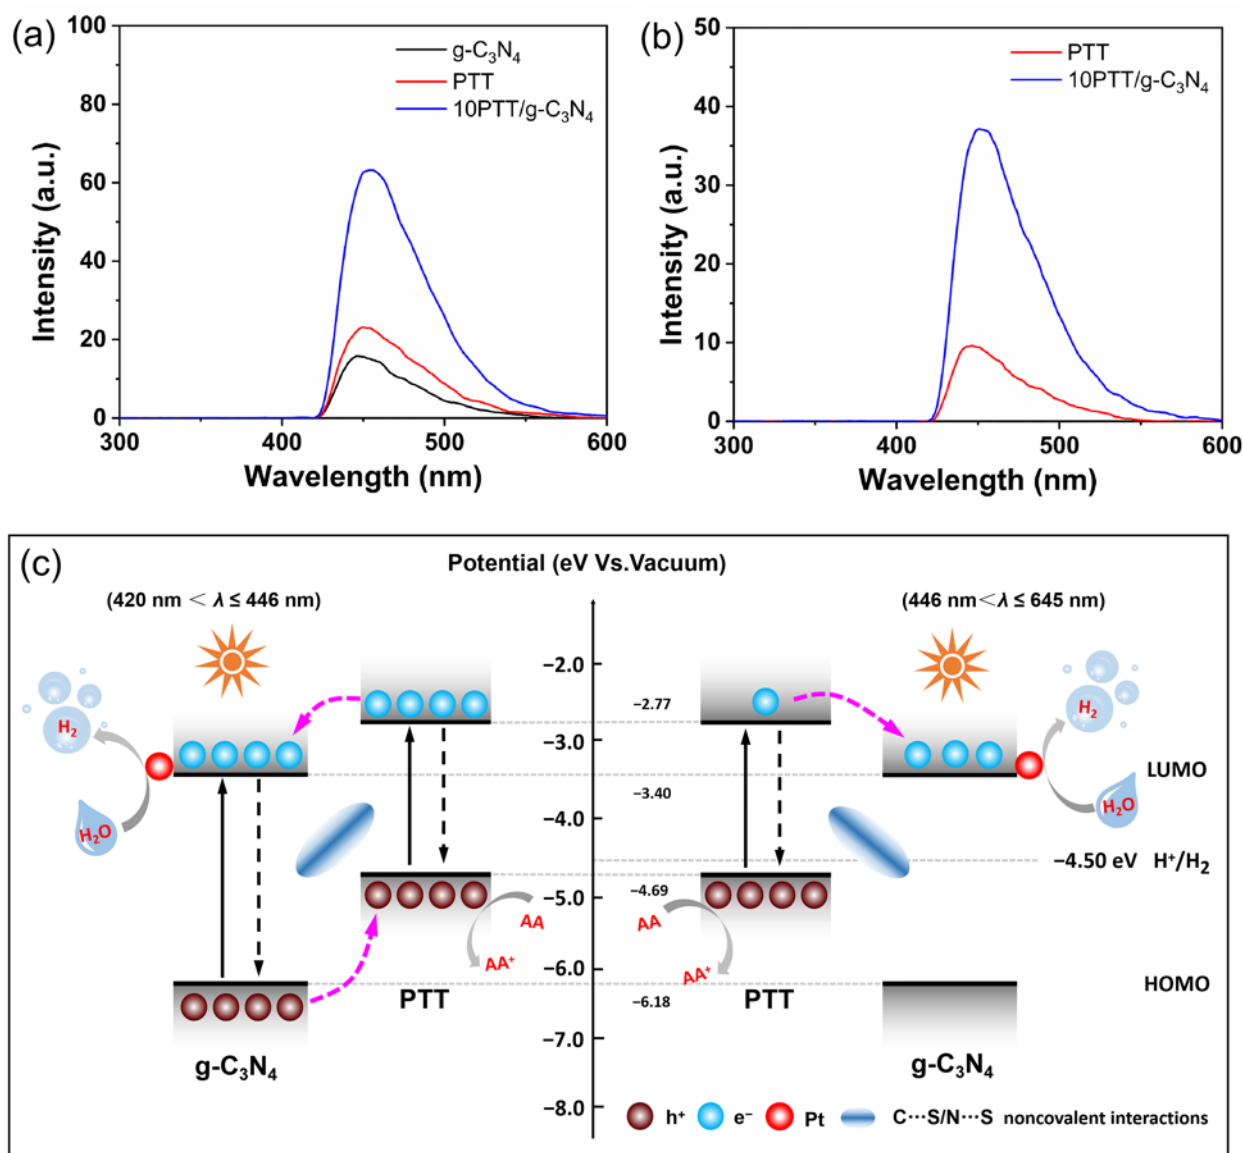 (a)
100
80
60
40
20
0
300
400
500
600
Intensity (a.u.)
Wavelength (nm)
g-C₃N₄
PTT
10PTT/g-C₃N₄
(b)
50
40
30
20
10
0
300
400
500
600
Intensity (a.u.)
Wavelength (nm)
PTT
10PTT/g-C₃N₄
(c)
Potential (eV Vs.Vacuum)
(420 nm < λ ≤ 446 nm)
(446 nm < λ ≤ 645 nm)
−2.0
−3.0
−4.0
−5.0
−6.0
−7.0
−8.0
−2.77
−3.40
−4.69
−6.18
H₂
H₂O
AA
AA⁺
PTT
g-C₃N₄
AA
AA⁺
PTT
g-C₃N₄
H₂
H₂O
LUMO
−4.50 eV H⁺/H₂
HOMO
h⁺ e⁻ Pt C···S/N···S noncovalent interactions